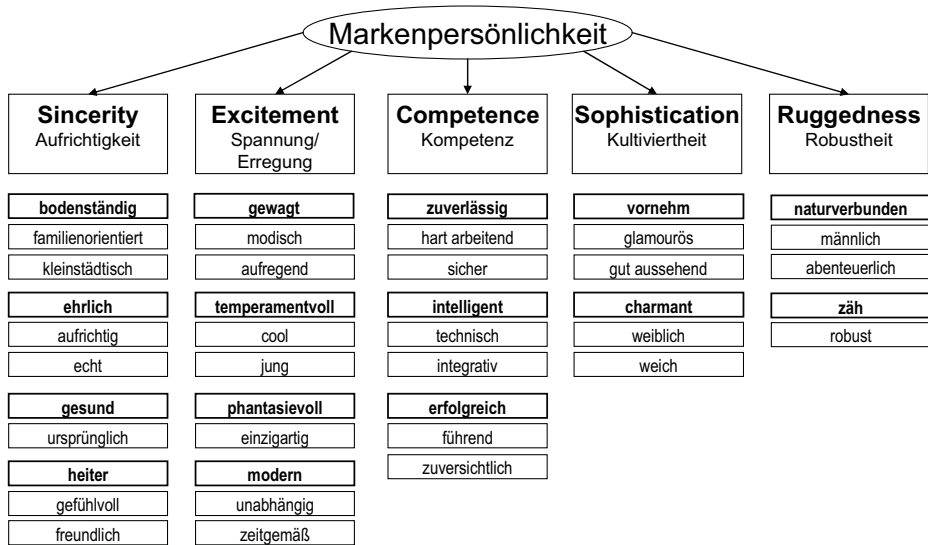 Markenpersönlichkeit
Sincerity
Aufrichtigkeit
bodenständig
familienorientiert
kleinstädtisch
ehrlich
aufrichtig
echt
gesund
ursprünglich
heiter
gefühlvoll
freundlich
Excitement
Spannung/
Erregung
gewagt
modisch
aufregend
temperamentvoll
cool
jung
phantasievoll
einzigartig
modern
unabhängig
zeitgemäß
Competence
Kompetenz
zuverlässig
hart arbeitend
sicher
intelligent
technisch
integrativ
erfolgreich
führend
zuversichtlich
Sophistication
Kultiviertheit
vornehm
glamourös
gut aussehend
charmant
weiblich
weich
Ruggedness
Robustheit
naturverbunden
männlich
abenteuerlich
zäh
robust